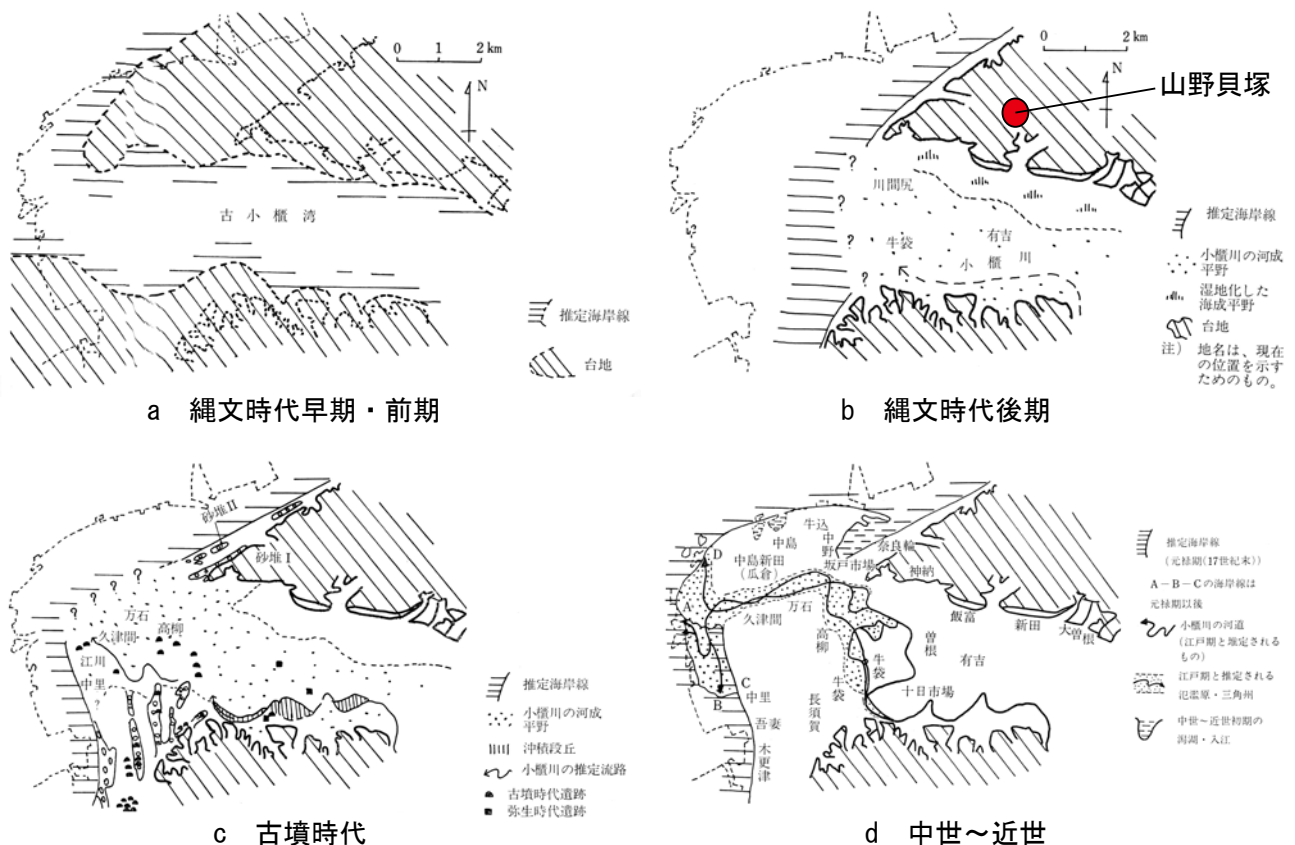 0 1 2 km
N
古小櫃湾
推定海岸線
台地
a 縄文時代早期・前期
0 2 km
N
山野貝塚
?
川間尻
?
?
牛袋
有吉
小櫃川
?
推定海岸線
小櫃川の河成
平野
湿地化した
海成平野
台地
注) 地名は、現在
の位置を示す
ためのもの。
b 縄文時代後期
砂堆II
砂堆I
?
?
?
万石
高柳
久津間
江川
中里
?
推定海岸線
小櫃川の河成
平野
沖積段丘
小櫃川の推定流路
古墳時代遺跡
弥生時代遺跡
c 古墳時代
牛込
中島
中野
奈良輪
D
中島新田
(瓜倉)
坂戸市場
神納
A
久津間
万石
飯富
新田
大曽根
高柳
曽根
牛袋
有吉
牛袋
C
中里
B
十日市場
長須賀
吾妻
木更津
推定海岸線
(元禄期(17世紀末))
A-B-Cの海岸線は
元禄期以後
小櫃川の河道
(江戸期と推定される
もの)
江戸期と推定される
氾濫原・三角州
中世~近世初期の
潟湖・入江
d 中世~近世